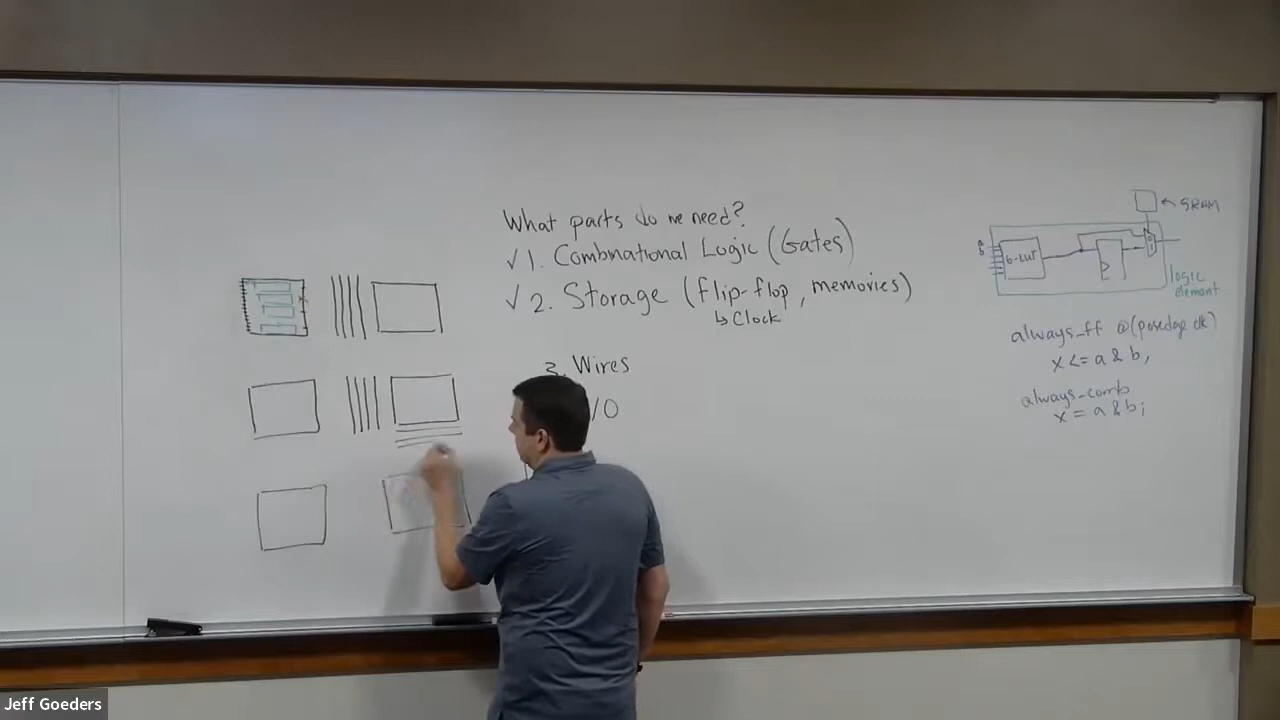 What parts do we need?
✓ 1. Combnational Logic (Gates)
✓ 2. Storage (flip-flop, memories)
↳ Clock
3. Wires
/O
SRAM
6-LUT
logic
element
always_ff @(posedge clk)
x <= a & b,
always_comb
x = a & b;
Jeff Goeders